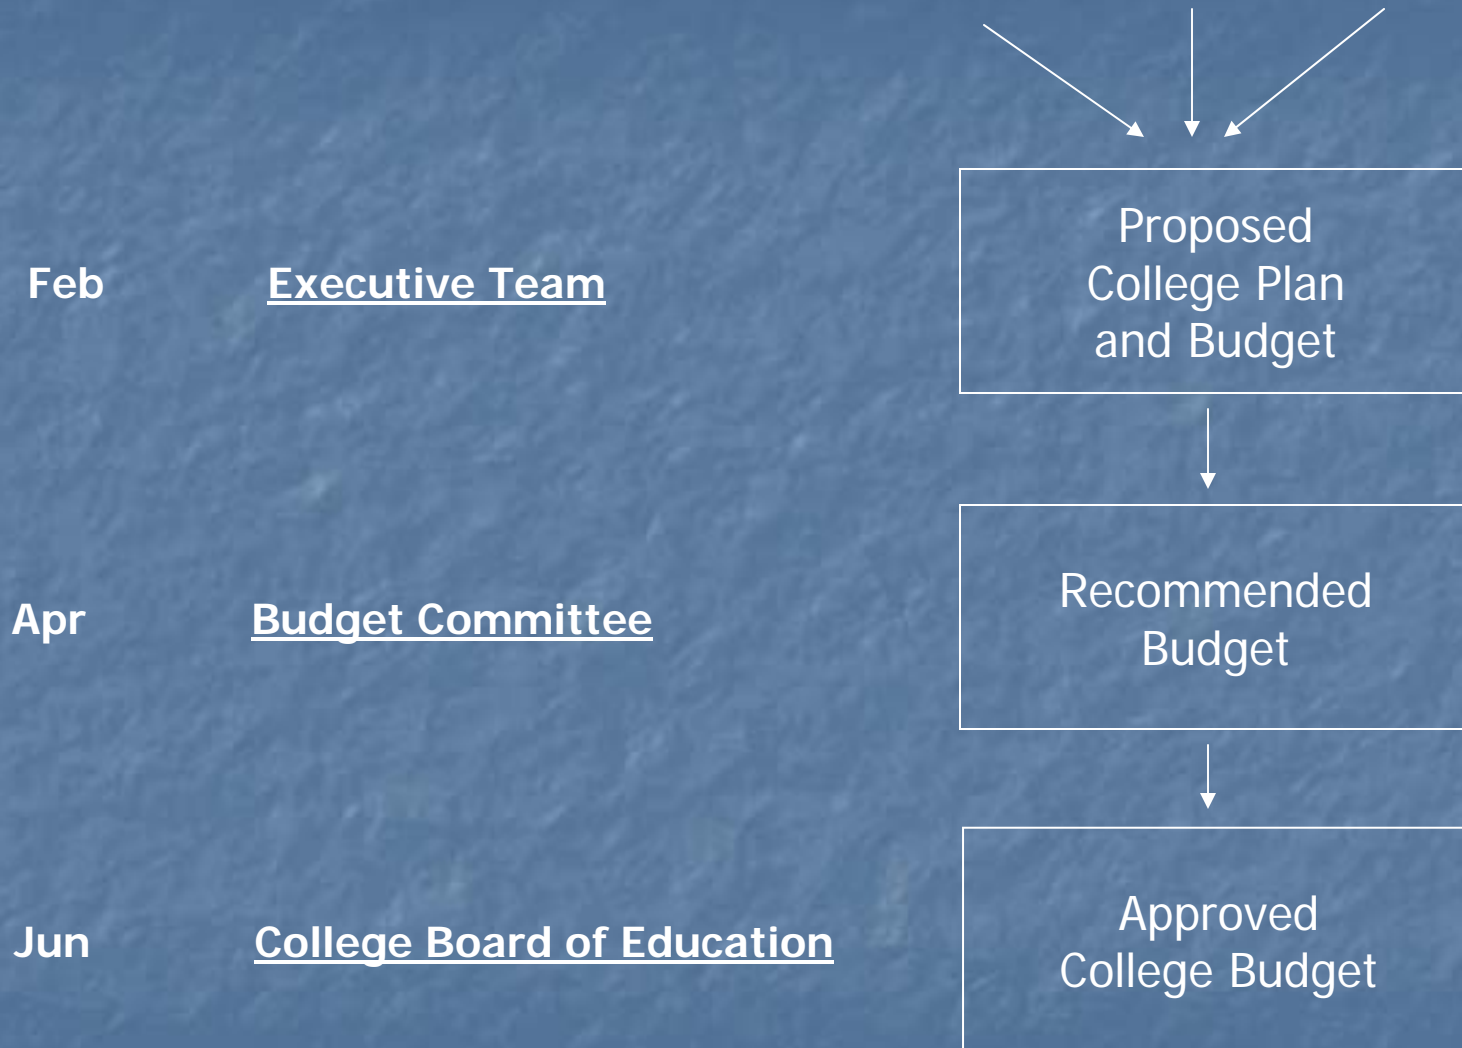 Feb
Executive Team
Proposed
College Plan
and Budget
Apr
Budget Committee
Recommended
Budget
Jun
College Board of Education
Approved
College Budget